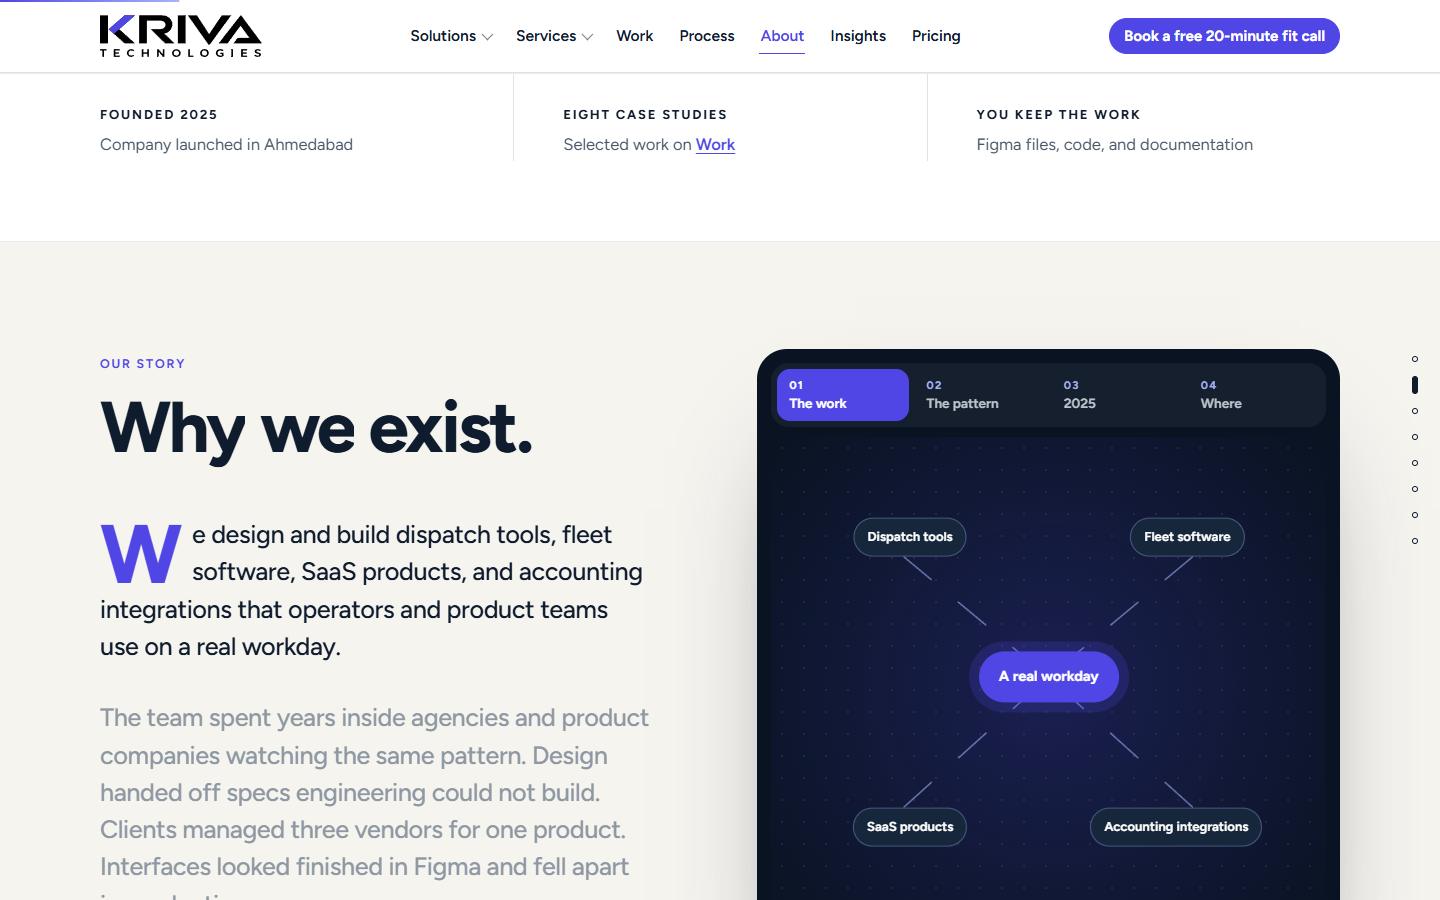 KRIVA
TECHNOLOGIES
Solutions
Services
Work
Process
About
Insights
Pricing
Book a free 20-minute fit call
FOUNDED 2025
Company launched in Ahmedabad
EIGHT CASE STUDIES
Selected work on Work
YOU KEEP THE WORK
Figma files, code, and documentation
OUR STORY
Why we exist.
We design and build dispatch tools, fleet
software, SaaS products, and accounting
integrations that operators and product teams
use on a real workday.
The team spent years inside agencies and product
companies watching the same pattern. Design
handed off specs engineering could not build.
Clients managed three vendors for one product.
Interfaces looked finished in Figma and fell apart
01
The work
02
The pattern
03
2025
04
Where
Dispatch tools
Fleet software
A real workday
SaaS products
Accounting integrations